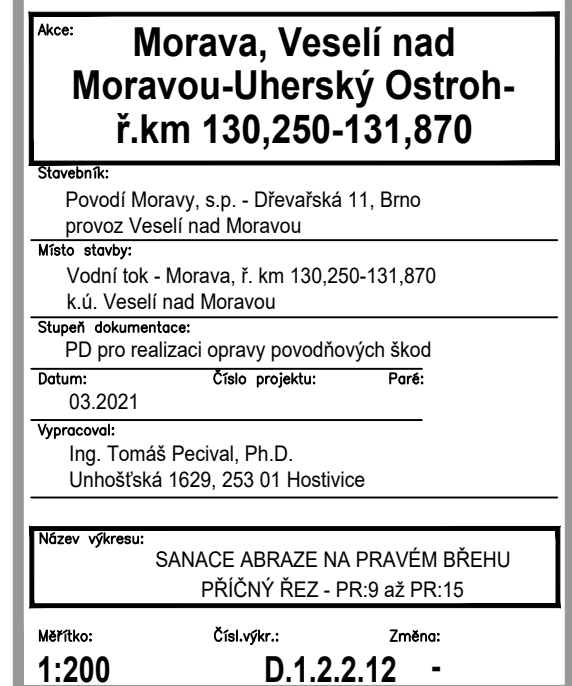 Akce:
Morava, Veselí nad
Moravou-Uherský Ostroh-
ř.km 130,250-131,870
Stavebník:
Povodí Moravy, s.p. - Dřevařská 11, Brno
provoz Veselí nad Moravou
Místo stavby:
Vodní tok - Morava, ř. km 130,250-131,870
k.ú. Veselí nad Moravou
Stupeň dokumentace:
PD pro realizaci opravy povodňových škod
Datum: Číslo projektu: Paré:
03.2021
Vypracoval:
Ing. Tomáš Pecival, Ph.D.
Unhošťská 1629, 253 01 Hostivice
Název výkresu:
SANACE ABRAZE NA PRAVÉM BŘEHU
PŘÍČNÝ ŘEZ - PR:9 až PR:15
Měřítko: Čísl.výkr.: Změna:
1:200 D.1.2.2.12 -